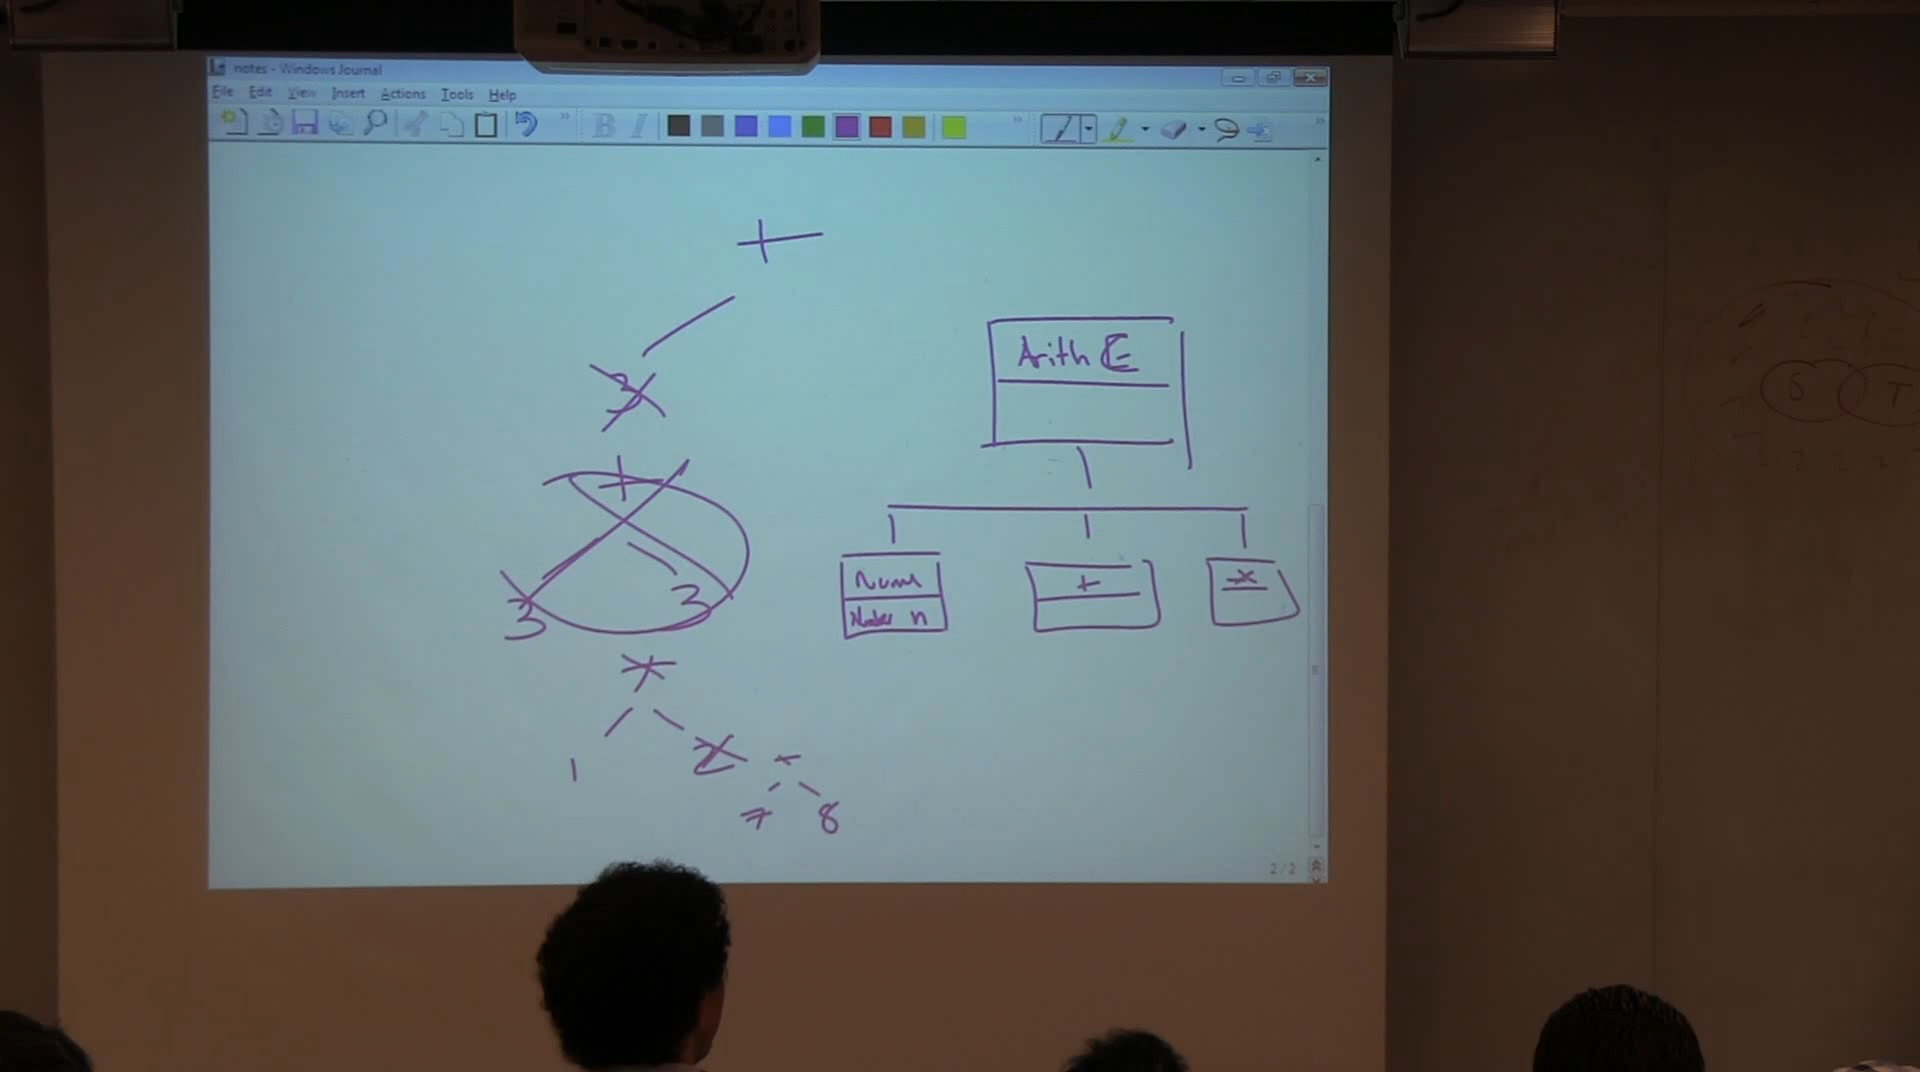 notes - Windows Journal
File Edit View Insert Actions Tools Help
B I
+
3
Arith E
+
3 3
Num + *
Number n
*
1 2 *
7 8
2 / 2
S T